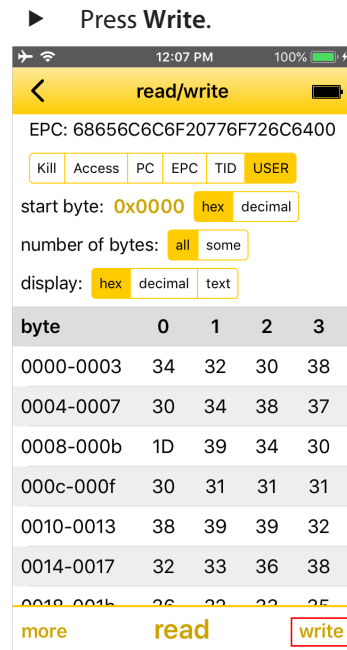 ▶ Press Write.
12:07 PM 100%
read/write
EPC: 68656C6C6F20776F726C6400
Kill Access PC EPC TID USER
start byte: 0x0000 hex decimal
number of bytes: all some
display: hex decimal text
byte 0 1 2 3
0000-0003 34 32 30 38
0004-0007 30 34 38 37
0008-000b 1D 39 34 30
000c-000f 30 31 31 31
0010-0013 38 39 39 32
0014-0017 32 33 36 38
more read write